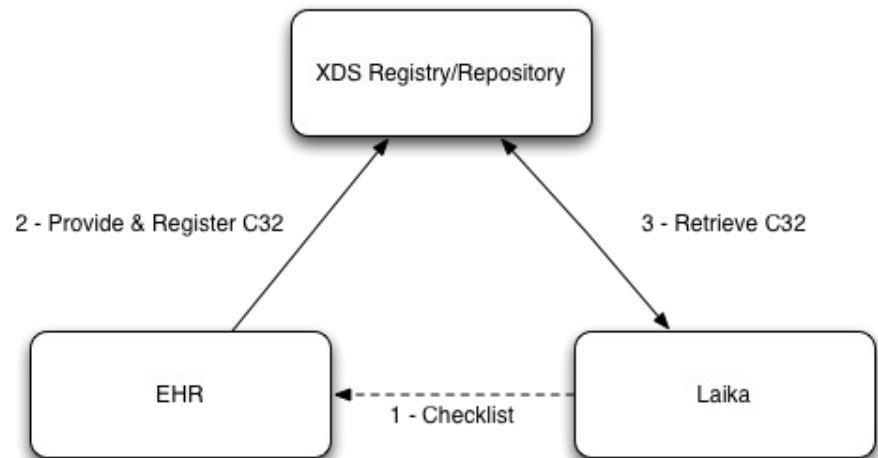 XDS Registry/Repository
2 - Provide & Register C32
3 - Retrieve C32
EHR
1 - Checklist
Laika